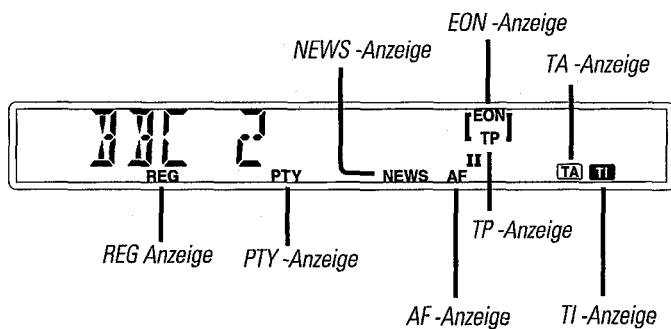 EON -Anzeige
NEWS -Anzeige
TA -Anzeige
BBC 2
EON
TP
II
REG PTY NEWS AF TA TI
REG Anzeige
PTY -Anzeige
TP -Anzeige
AF -Anzeige
TI -Anzeige